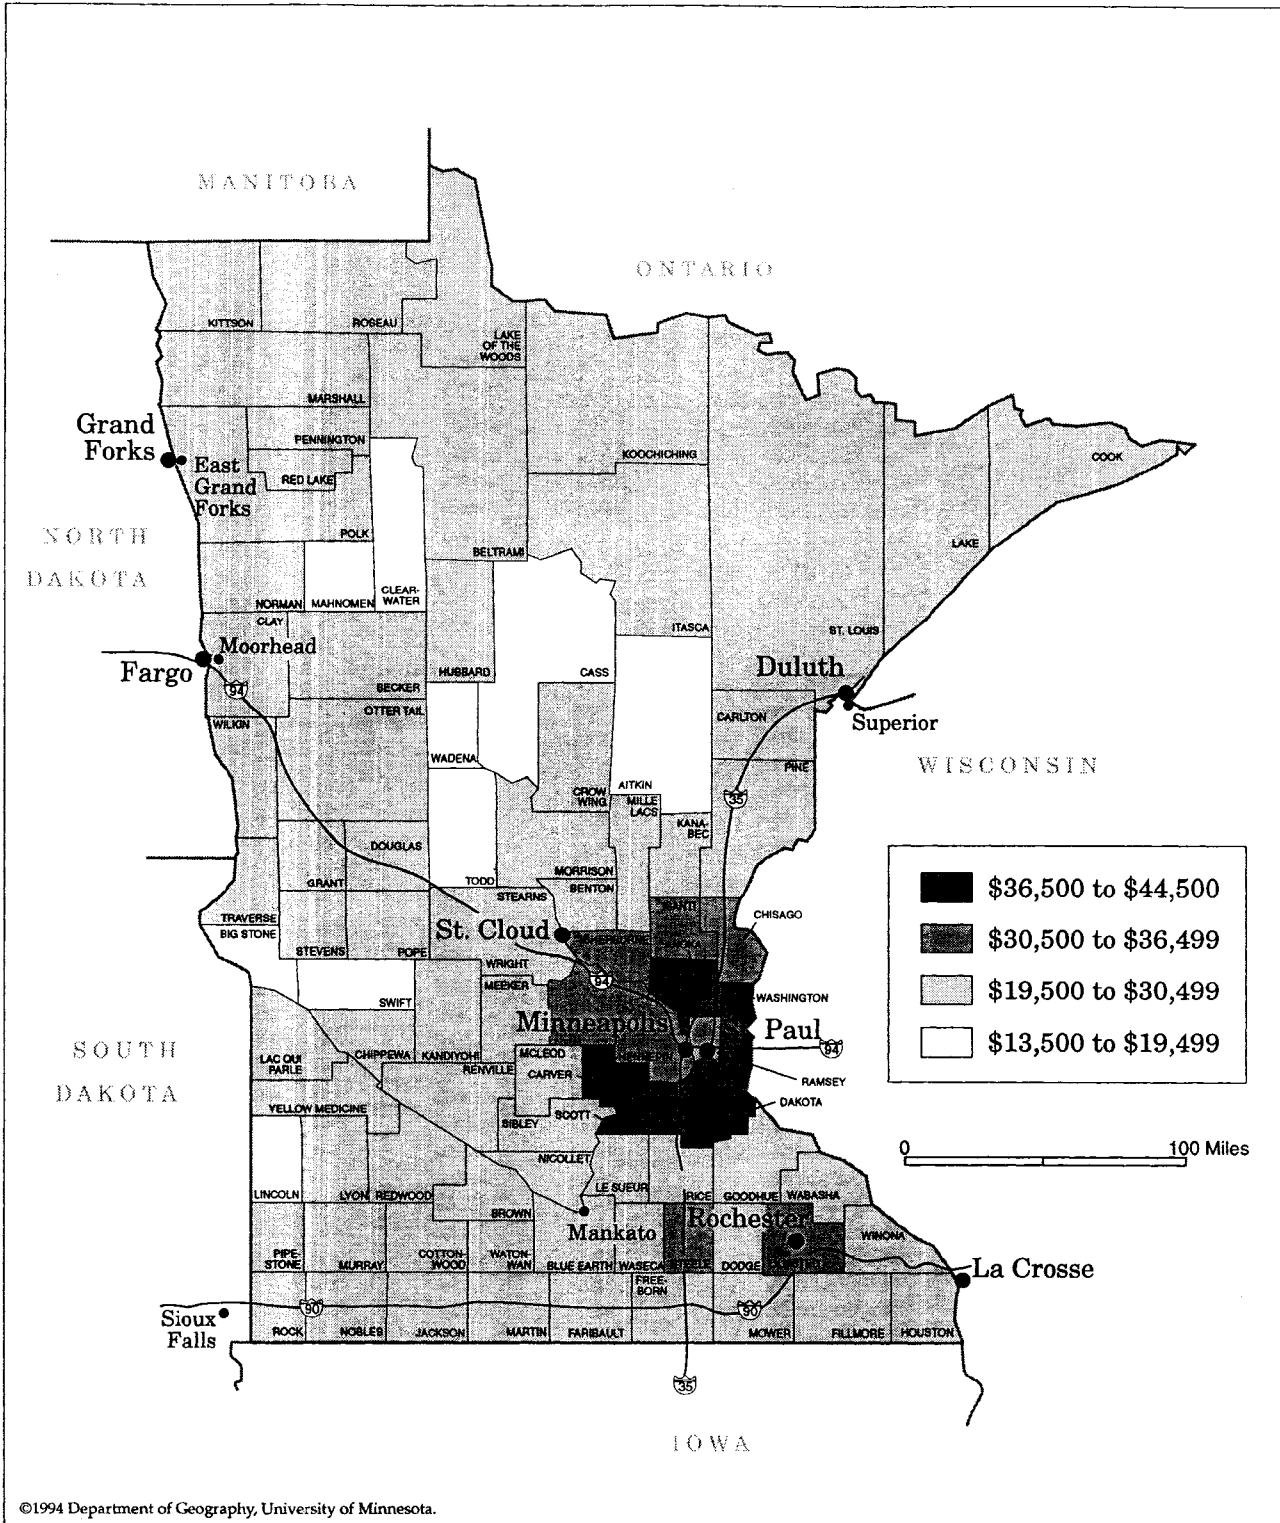 MANITOBA
ONTARIO
KITTSON
ROSEAU
LAKE
OF THE
WOODS
MARSHALL
Grand
Forks
PENNINGTON
KOOCHICHING
COOK
East
Grand
Forks
RED LAKE
NORTH
DAKOTA
POLK
BELTRAMI
LAKE
CLEAR-
WATER
NORMAN
MAHNOMEN
CLAY
ITASCA
ST. LOUIS
Moorhead
Fargo
HUBBARD
CASS
Duluth
94
BECKER
OTTER TAIL
WILKIN
CARLTON
Superior
WADENA
PINE
WISCONSIN
CROW
WING
AITKIN
MILLE
LACS
35
KANA-
BEC
DOUGLAS
GRANT
TODD
MORRISON
BENTON
STEARNS
$36,500 to $44,500
TRAVERSE
BIG STONE
ISANTI
CHISAGO
St. Cloud
SHERBURNE
ANOKA
$30,500 to $36,499
STEVENS
POPE
WRIGHT
MEEKER
94
$19,500 to $30,499
SWIFT
WASHINGTON
Minneapolis
Paul
$13,500 to $19,499
SOUTH
DAKOTA
LAC QUI
PARLE
CHIPPEWA
KANDIYOHI
RENVILLE
MCLEOD
HENNEPIN
94
CARVER
RAMSEY
YELLOW MEDICINE
SIBLEY
SCOTT
DAKOTA
0
100 Miles
NICOLLET
LINCOLN
LYON
REDWOOD
LE SUEUR
RICE
GOODHUE
WABASHA
BROWN
Mankato
Rochester
WINONA
PIPE-
STONE
MURRAY
COTTON-
WOOD
WATON-
WAN
BLUE EARTH
WASECA
STEELE
DODGE
OLMSTED
La Crosse
FREE-
BORN
Sioux
Falls
90
90
ROCK
NOBLES
JACKSON
MARTIN
FARIBAULT
MOWER
FILLMORE
HOUSTON
35
IOWA
©1994 Department of Geography, University of Minnesota.